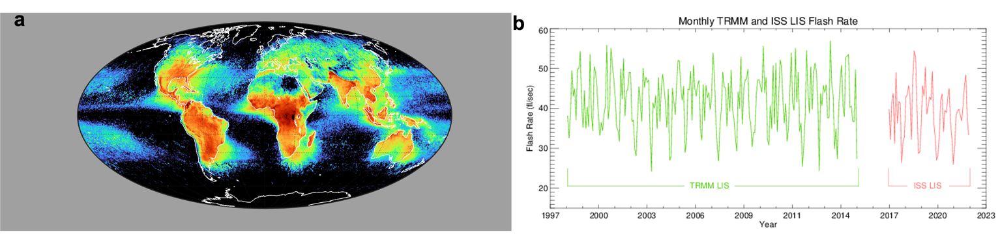 a
b
Monthly TRMM and ISS LIS Flash Rate
60
50
40
30
20
Flash Rate (fl/sec)
TRMM LIS
ISS LIS
1997 2000 2003 2006 2009 2011 2014 2017 2020 2023
Year